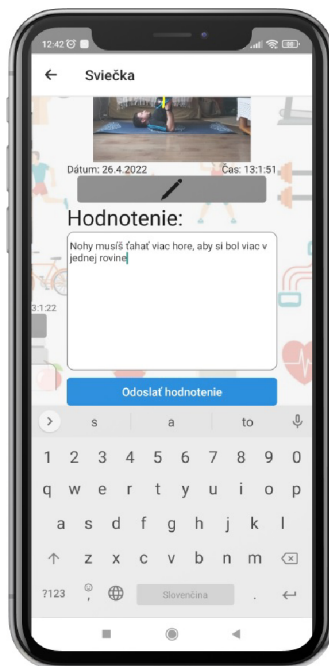 12:42
Sviečka
Dátum: 26.4.2022 Čas: 13:1:51
Hodnotenie:
Nohy musíš ťahať viac hore, aby si bol viac v
jednej rovine
3:1:22
Odoslať hodnotenie
s a to
1 2 3 4 5 6 7 8 9 0
q w e r t y u i o p
a s d f g h j k l
z x c v b n m
?123 , Slovenčina .